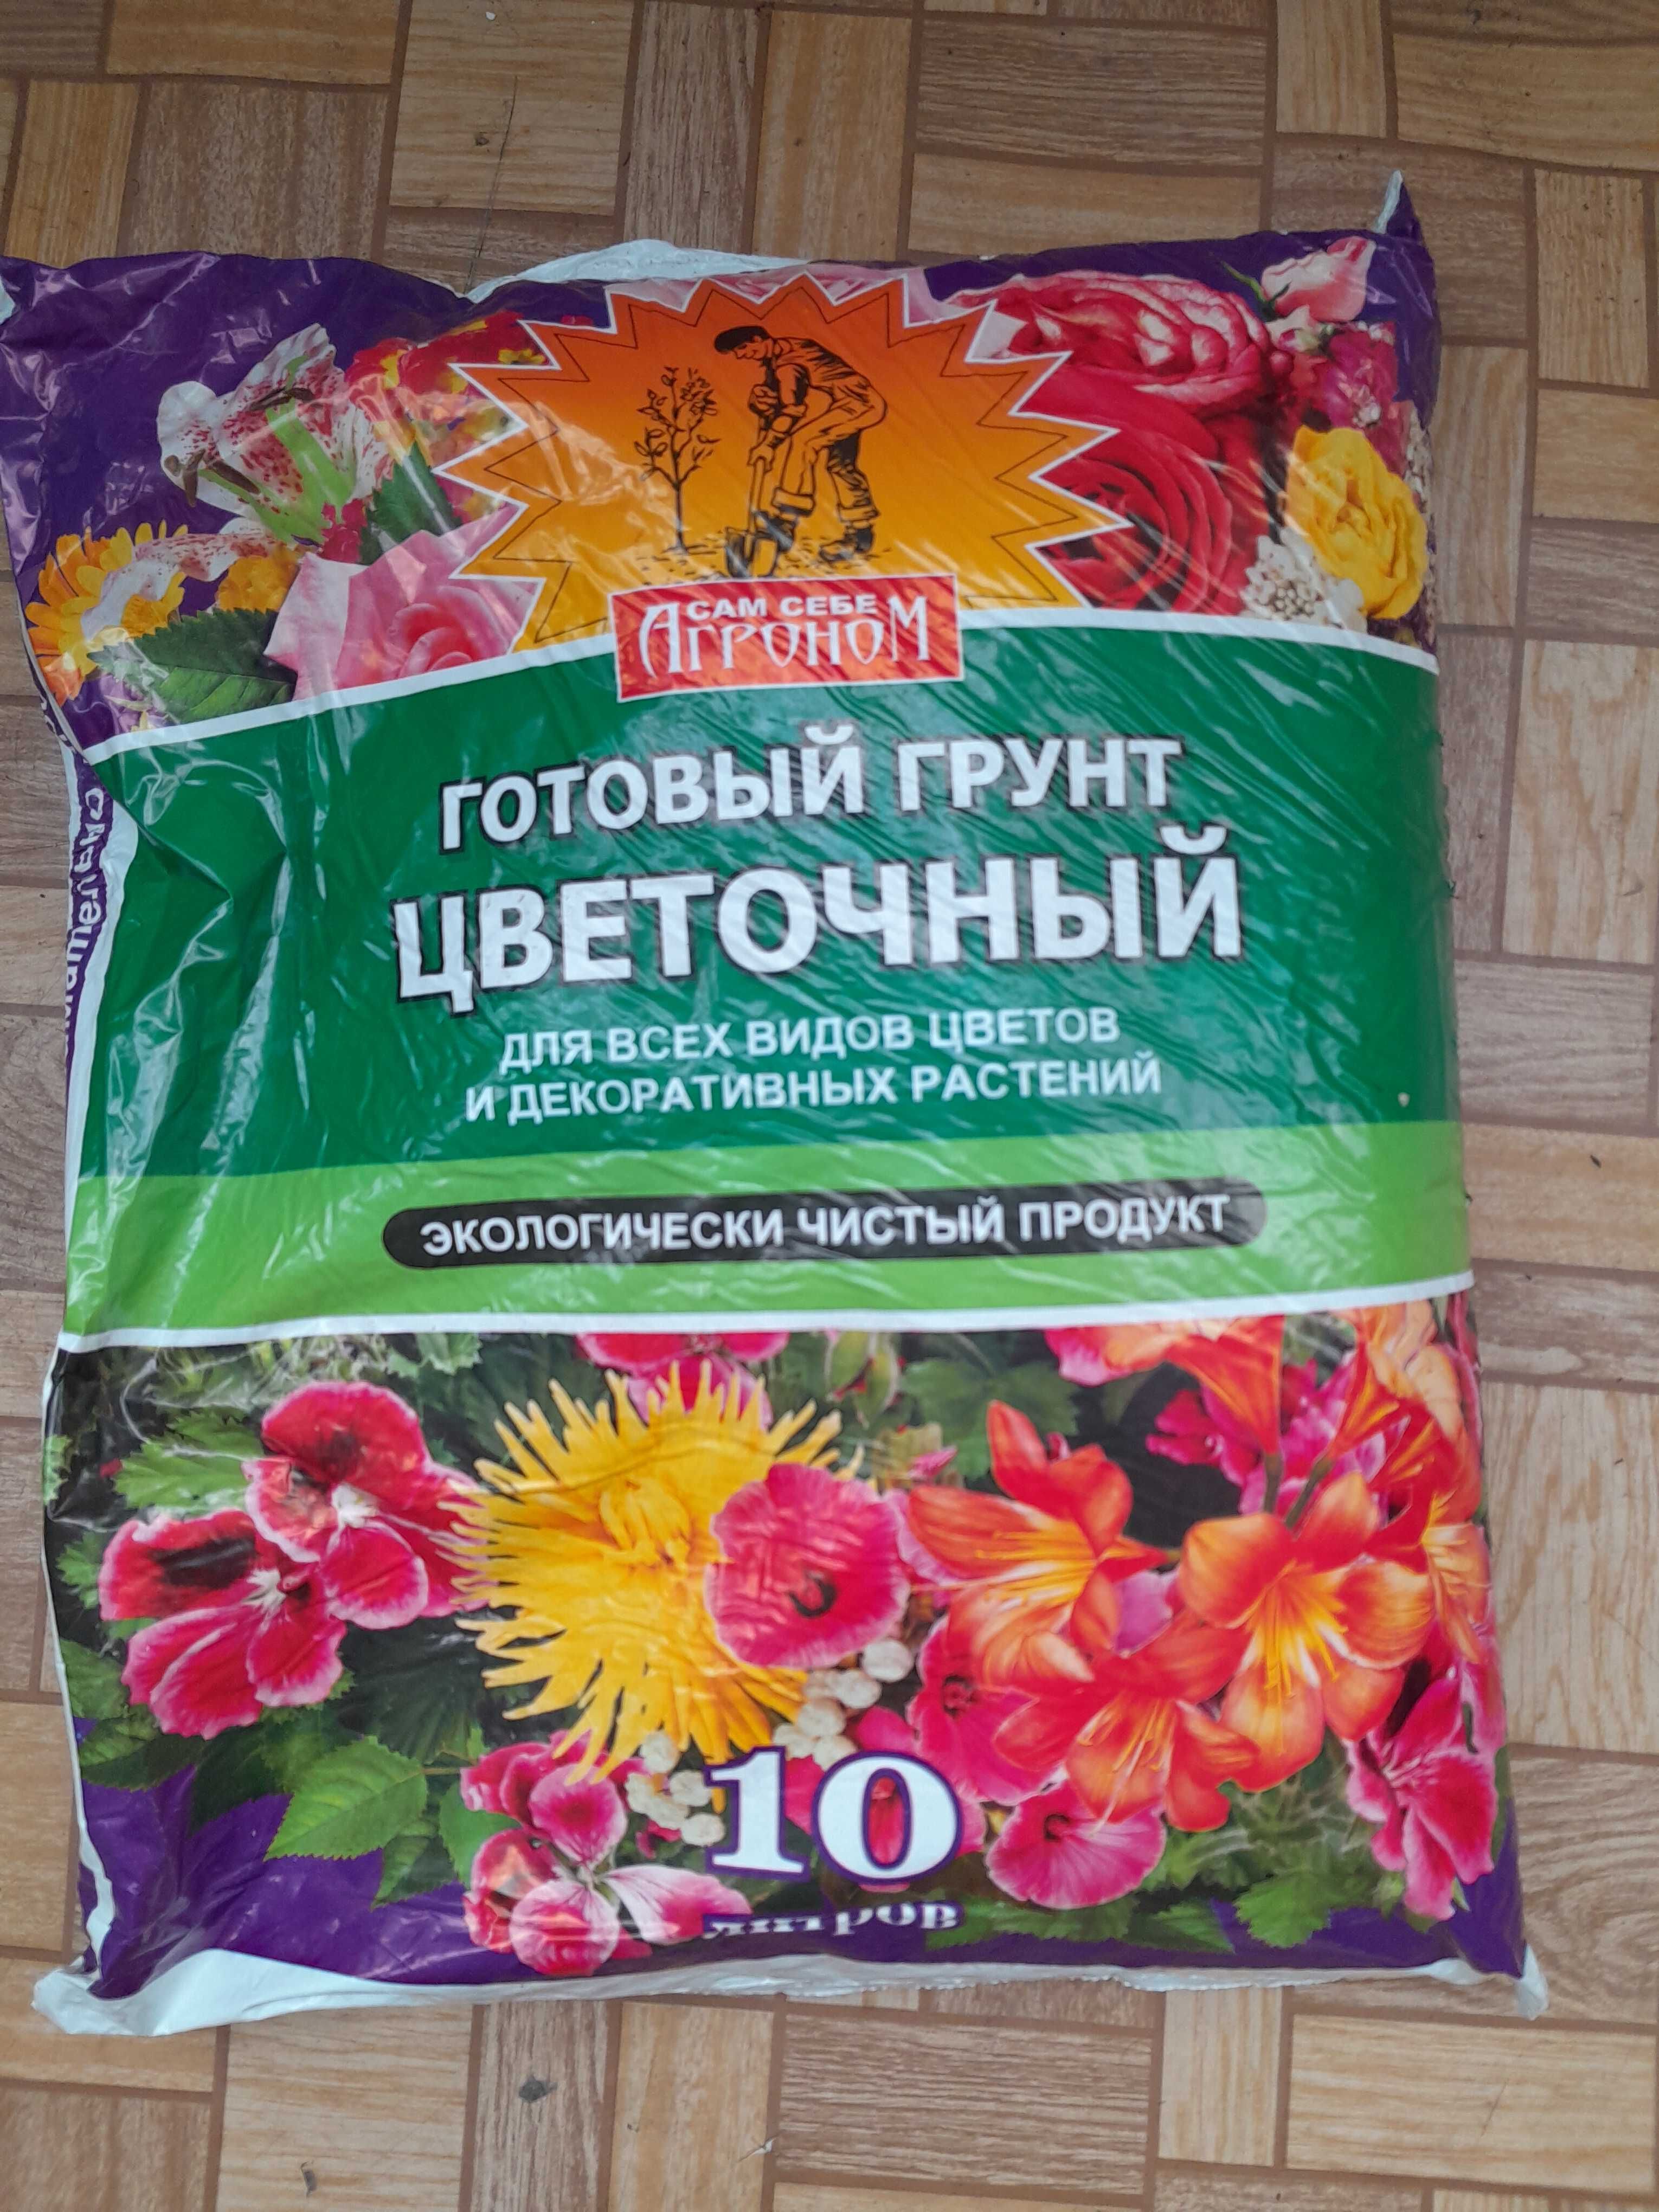 САМ СЕБЕ
АГРОНОМ
ГОТОВЫЙ ГРУНТ
ЦВЕТОЧНЫЙ
ДЛЯ ВСЕХ ВИДОВ ЦВЕТОВ
И ДЕКОРАТИВНЫХ РАСТЕНИЙ
ЭКОЛОГИЧЕСКИ ЧИСТЫЙ ПРОДУКТ
10
литров